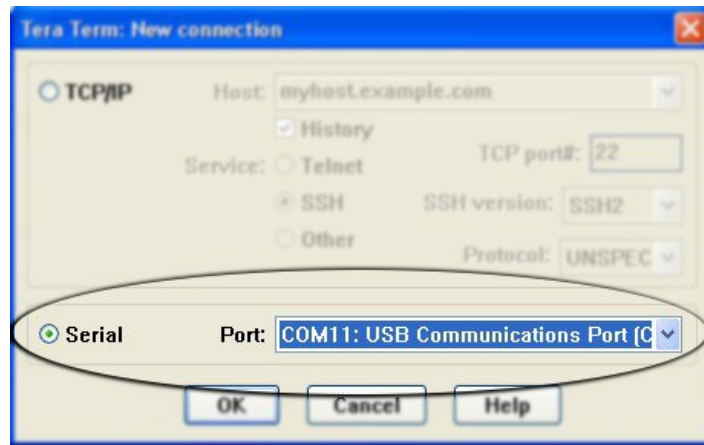 Tera Term: New connection
TCP/IP Host: myhost.example.com
History
Service: Telnet TCP port#: 22
SSH SSH version: SSH2
Other Protocol: UNSPEC
Serial Port: COM11: USB Communications Port (C
OK Cancel Help